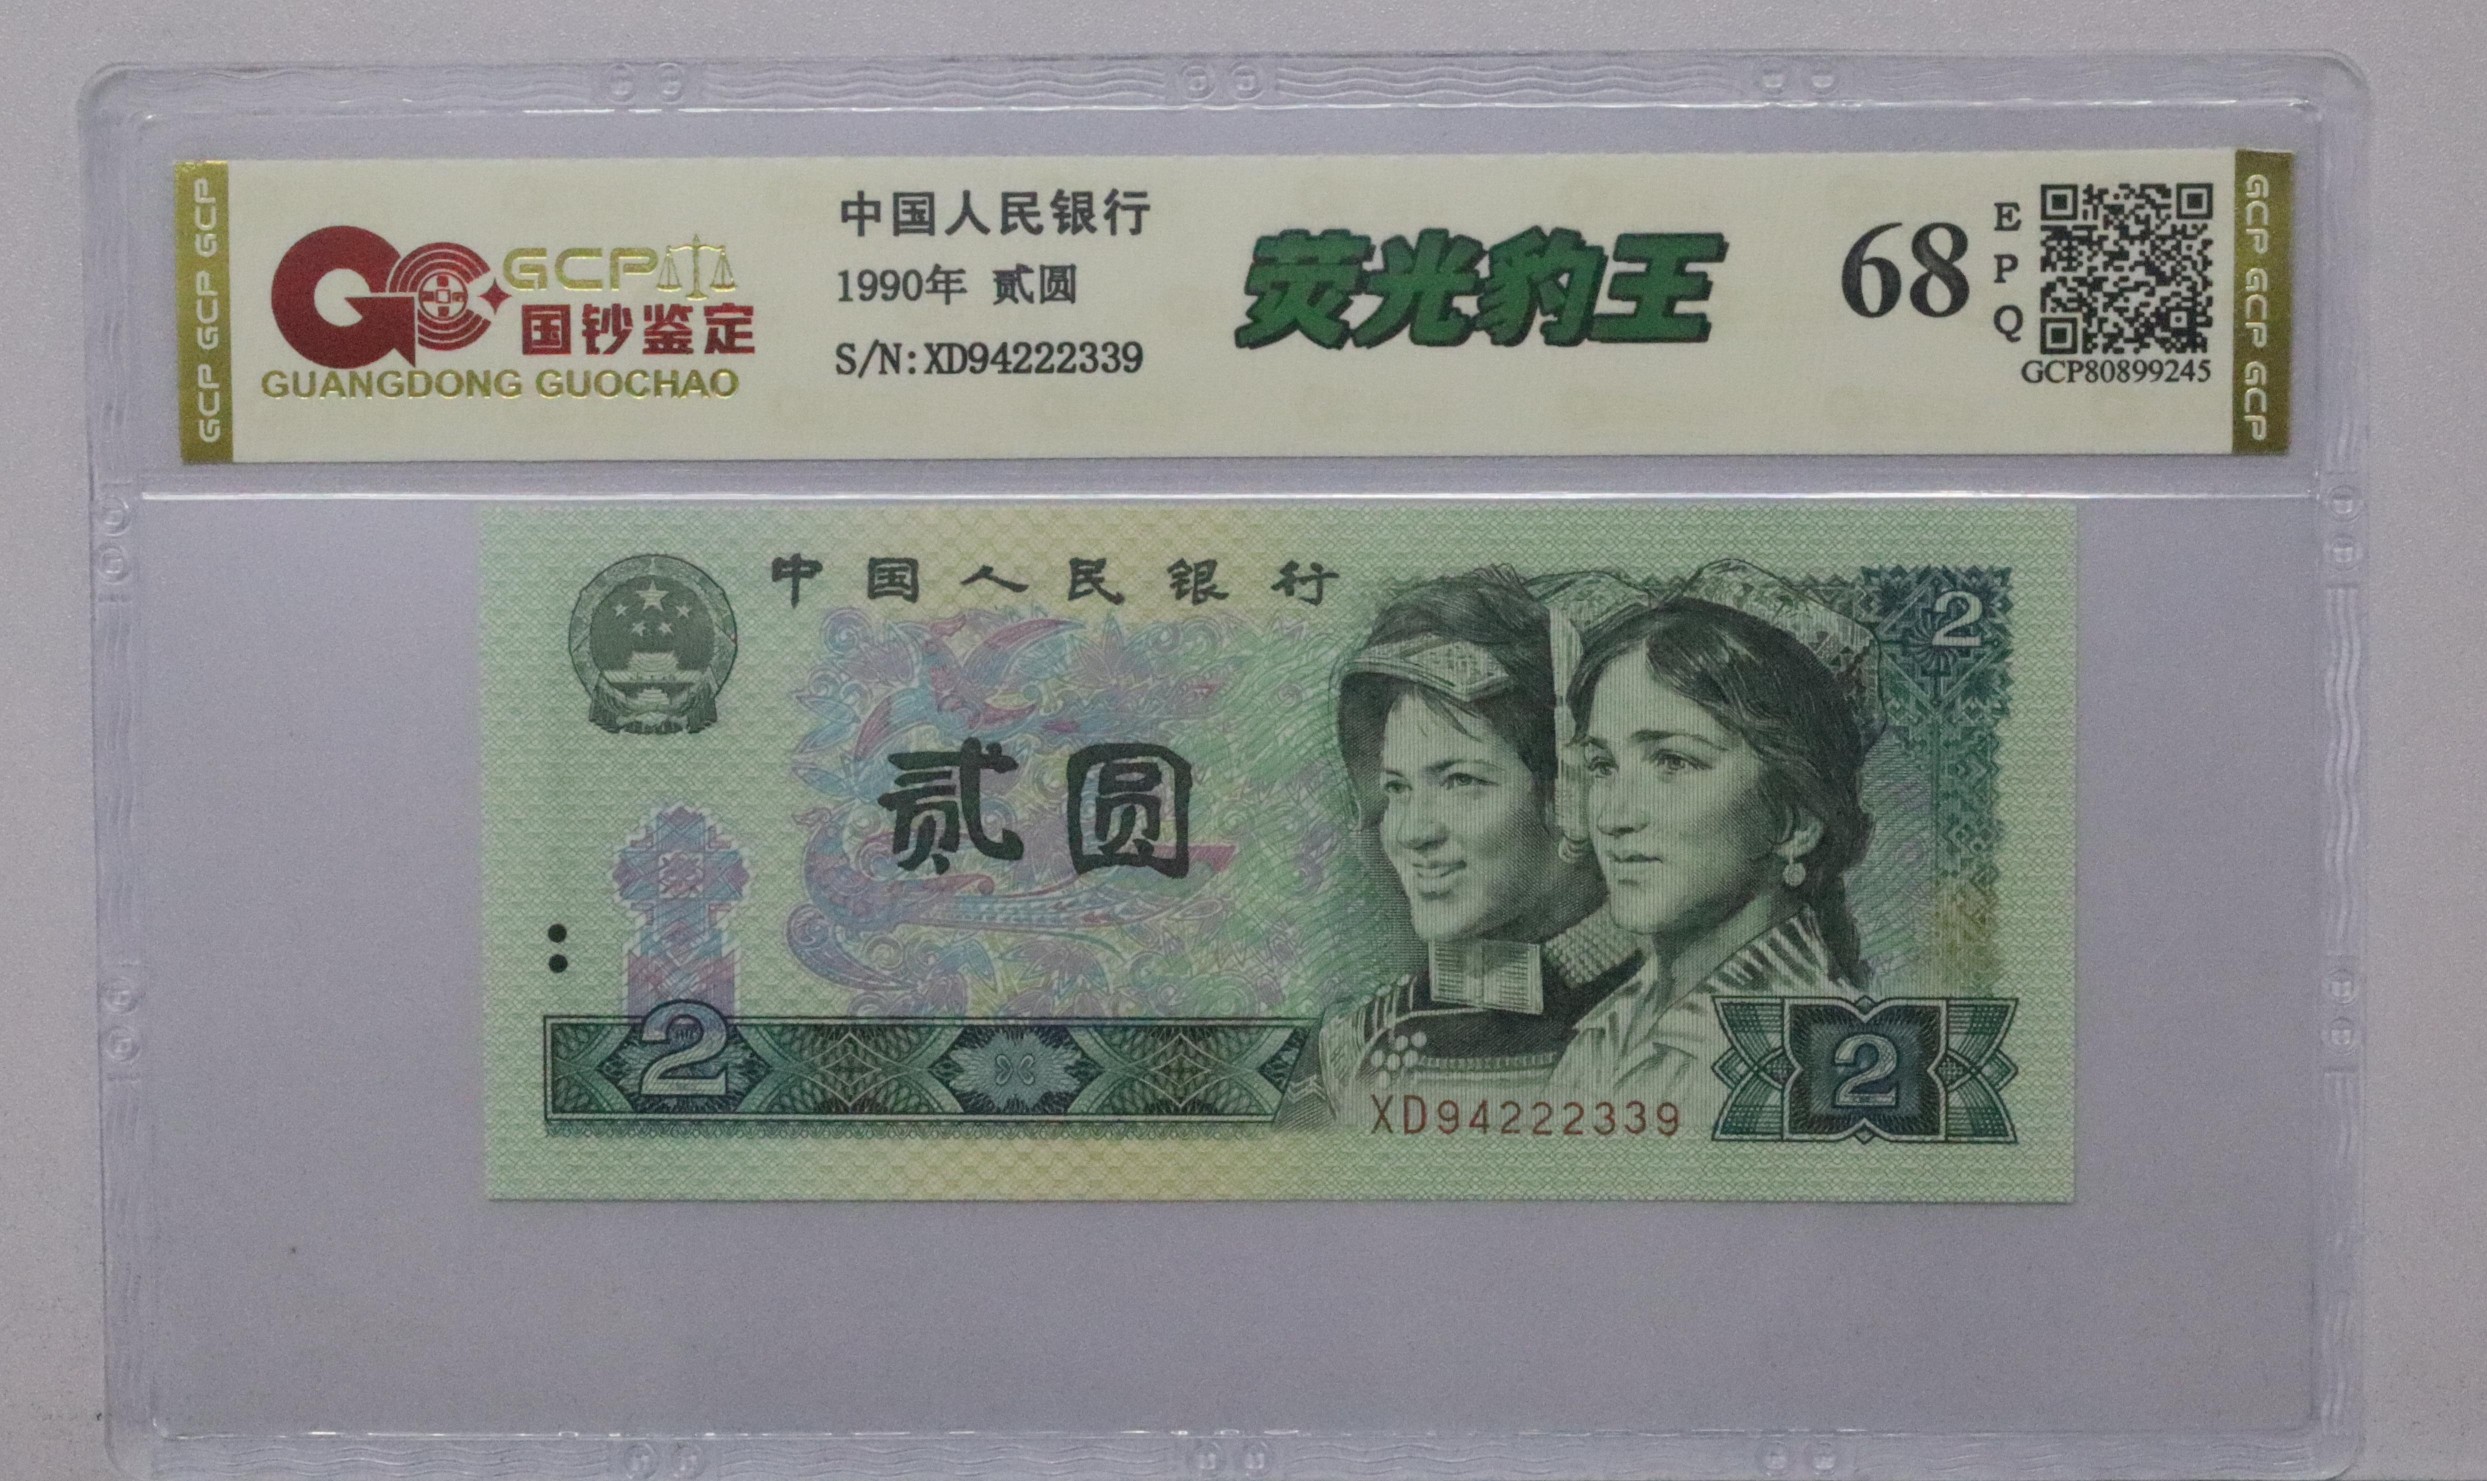 GCP GCP GCP
GCP
国钞鉴定
GUANGDONG GUOCHAO
中国人民银行
1990年 贰圆
S/N:XD94222339
荧光豹王
68
EPQ
GCP80899245
GCP GCP GCP
中国人民银行
2
贰圆
2
2
XD94222339